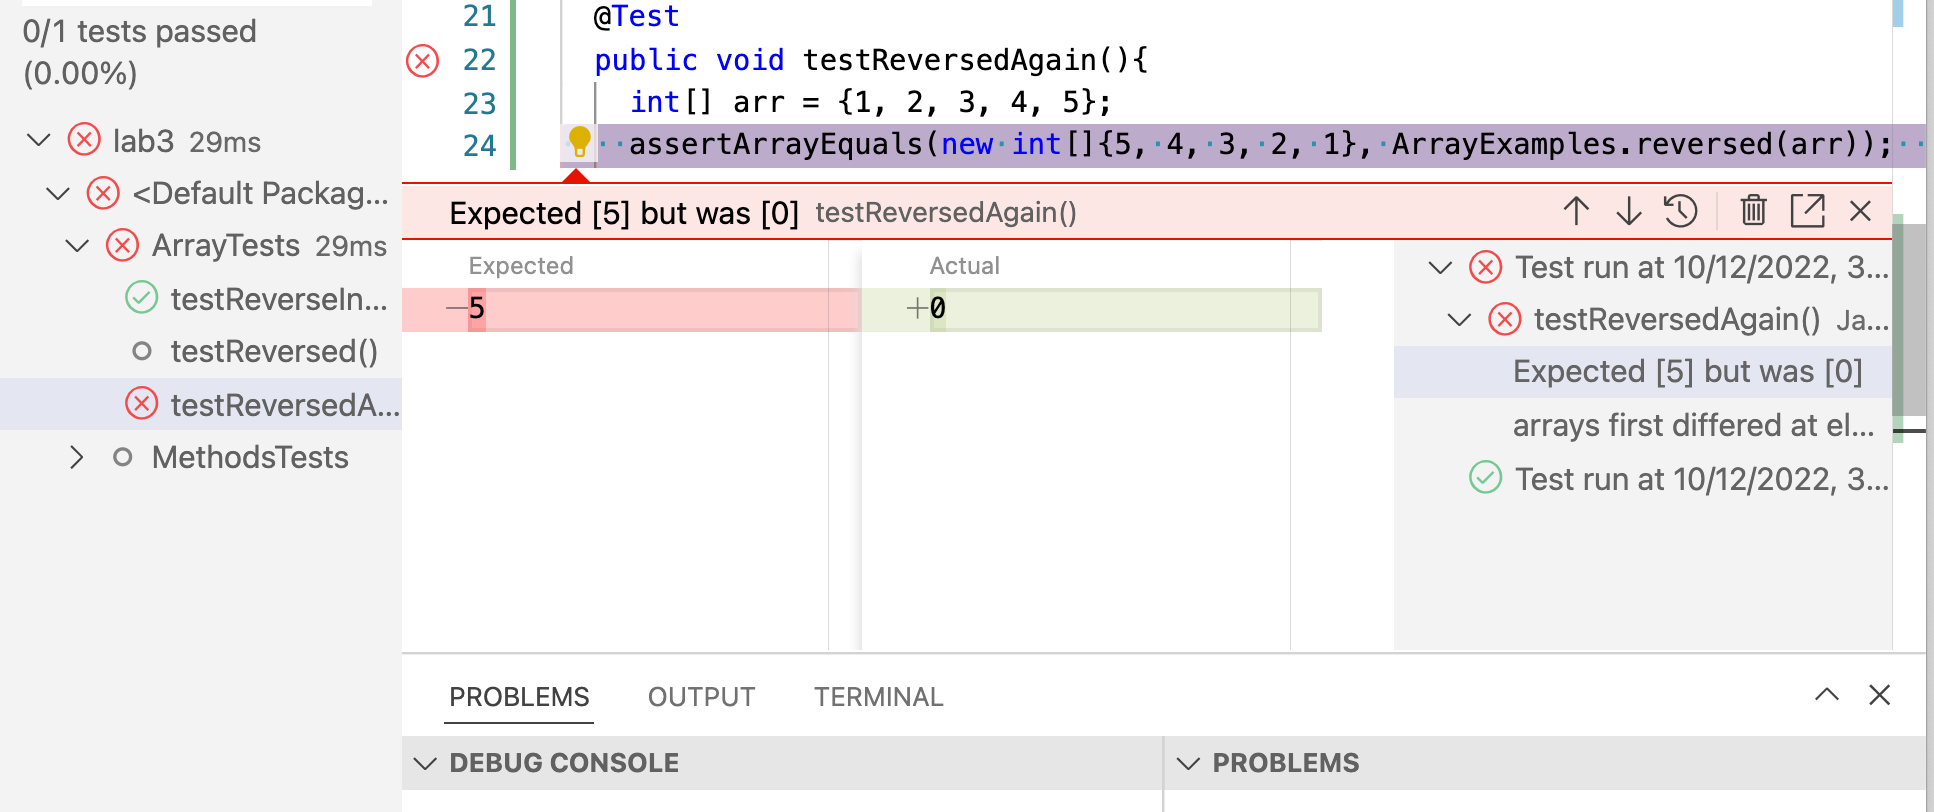 0/1 tests passed
(0.00%)
lab3 29ms
<Default Packag...
ArrayTests 29ms
testReverseIn...
testReversed()
testReversedA...
MethodsTests
21 @Test
22 public void testReversedAgain(){
23 int[] arr = {1, 2, 3, 4, 5};
24 assertArrayEquals(new int[]{5, 4, 3, 2, 1}, ArrayExamples.reversed(arr));
Expected [5] but was [0] testReversedAgain()
Expected
5
Actual
0
Test run at 10/12/2022, 3...
testReversedAgain() Ja...
Expected [5] but was [0]
arrays first differed at el...
Test run at 10/12/2022, 3...
PROBLEMS OUTPUT TERMINAL
DEBUG CONSOLE
PROBLEMS